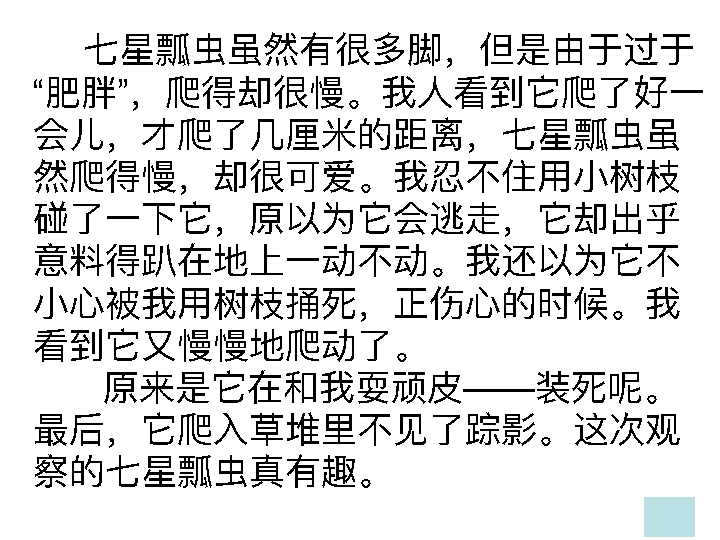 七星瓢虫虽然有很多脚，但是由于过于
“肥胖”，爬得却很慢。我人看到它爬了好一
会儿，才爬了几厘米的距离，七星瓢虫虽
然爬得慢，却很可爱。我忍不住用小树枝
碰了一下它，原以为它会逃走，它却出乎
意料得趴在地上一动不动。我还以为它不
小心被我用树枝捅死，正伤心的时候。我
看到它又慢慢地爬动了。
原来是它在和我耍顽皮——装死呢。
最后，它爬入草堆里不见了踪影。这次观
察的七星瓢虫真有趣。